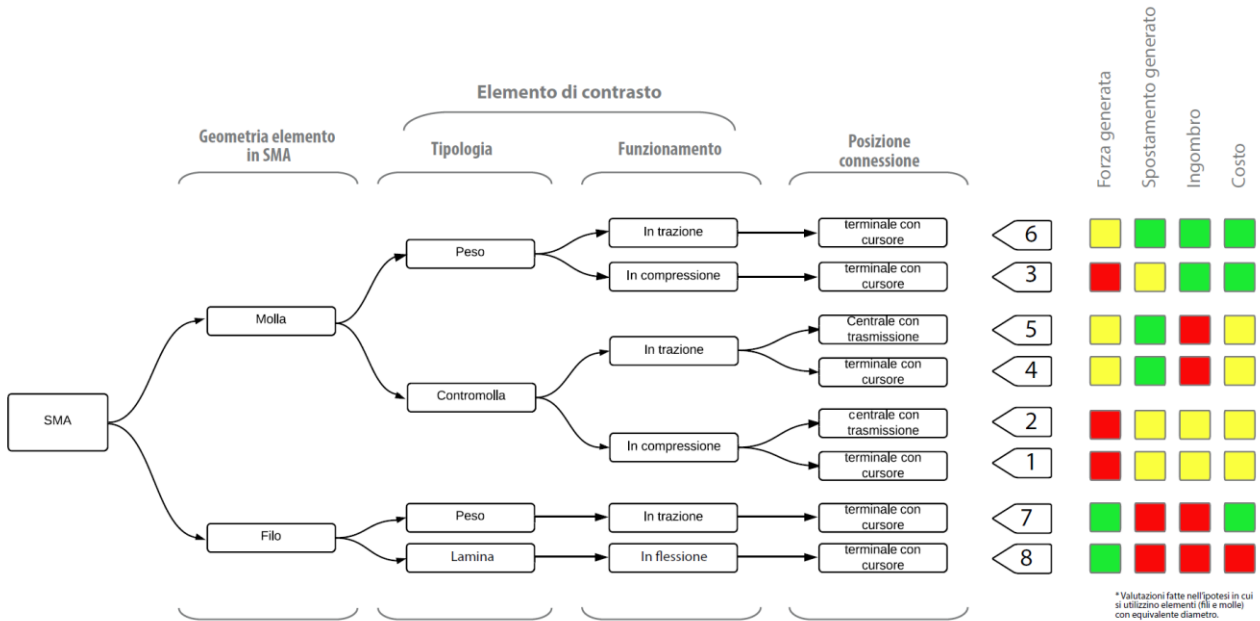 Elemento di contrasto
Geometria elemento
in SMA
Tipologia
Funzionamento
Posizione
connessione
Forza generata
Spostamento generato
Ingombro
Costo
SMA
Molla
Peso
In trazione
terminale con
cursore
6
In compressione
terminale con
cursore
3
Contromolla
In trazione
Centrale con
trasmissione
5
terminale con
cursore
4
In compressione
centrale con
trasmissione
2
terminale con
cursore
1
Filo
Peso
In trazione
terminale con
cursore
7
Lamina
In flessione
terminale con
cursore
8
* Valutazioni fatte nell'ipotesi in cui
si utilizzino elementi (fili e molle)
con equivalente diametro.